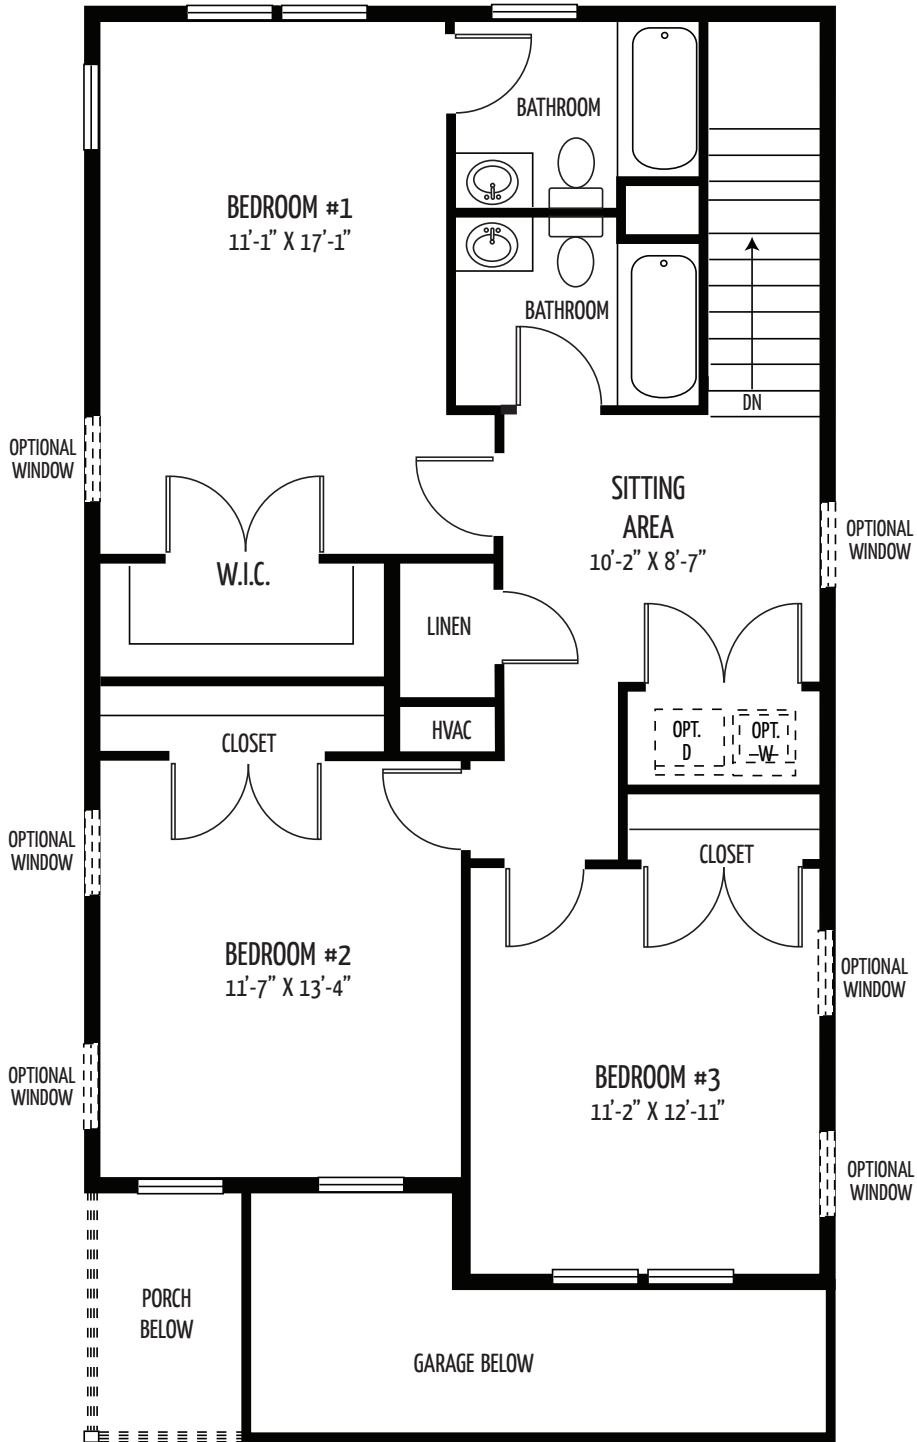 BATHROOM
BEDROOM #1
11'-1" X 17'-1"
BATHROOM
DN
OPTIONAL
WINDOW
SITTING
AREA
10'-2" X 8'-7"
OPTIONAL
WINDOW
W.I.C.
LINEN
HVAC
OPT.
D
OPT.
W
CLOSET
OPTIONAL
WINDOW
CLOSET
BEDROOM #2
11'-7" X 13'-4"
OPTIONAL
WINDOW
OPTIONAL
WINDOW
BEDROOM #3
11'-2" X 12'-11"
OPTIONAL
WINDOW
PORCH
BELOW
GARAGE BELOW